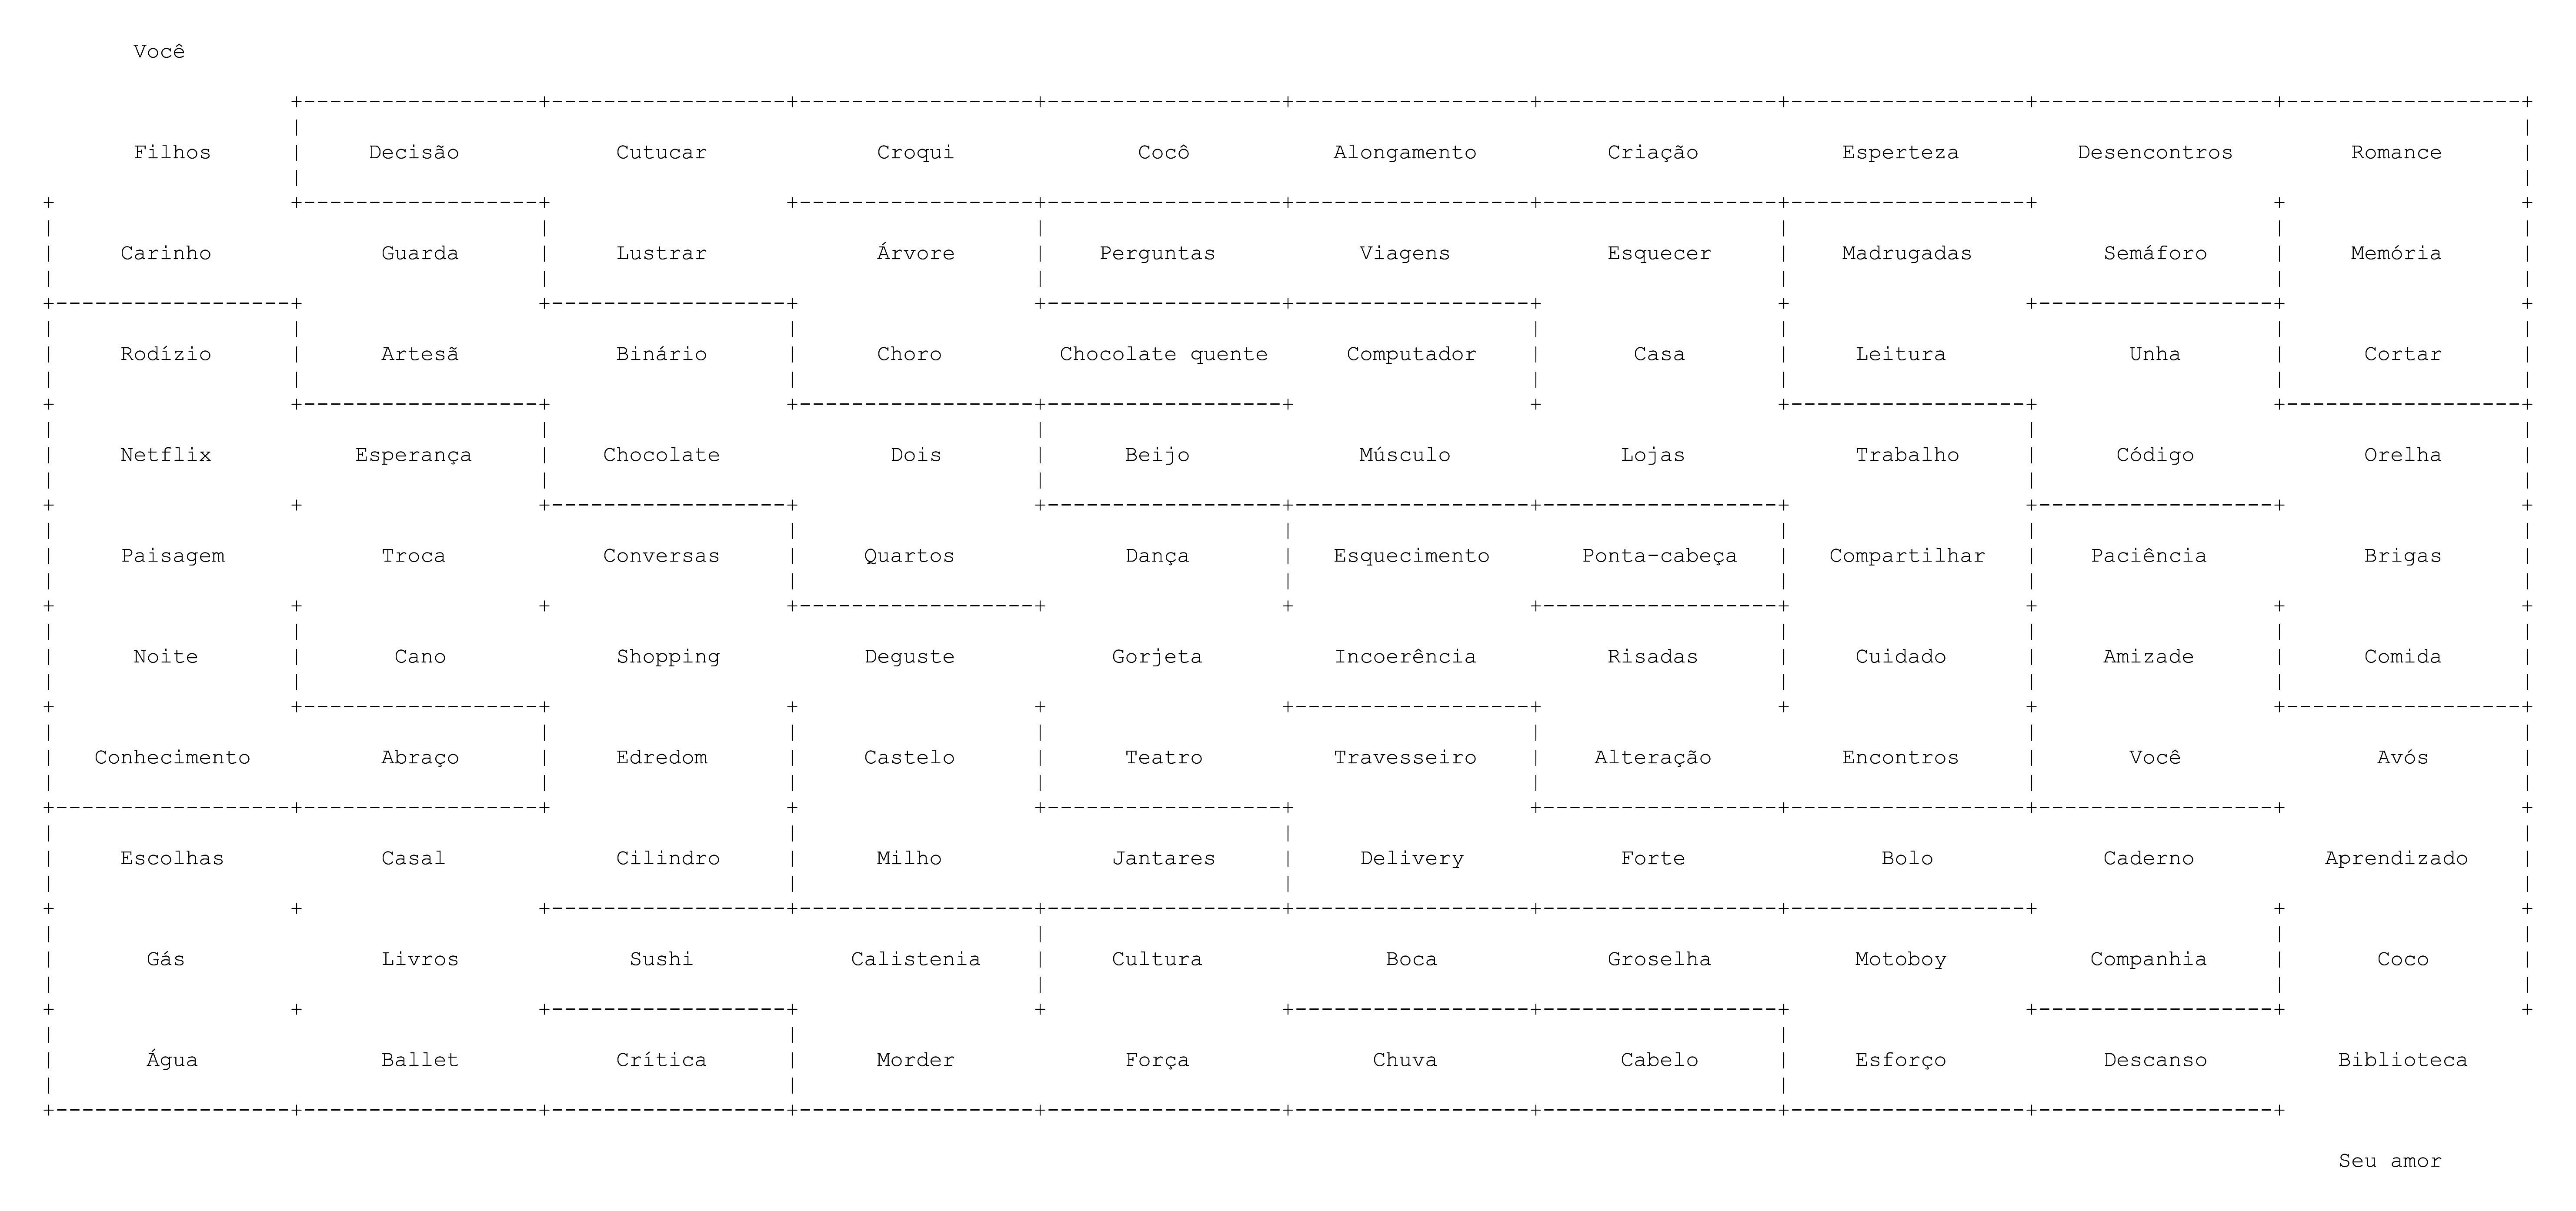 Você
Filhos Decisão Cutucar Croqui Cocô Alongamento Criação Esperteza Desencontros Romance
Carinho Guarda Lustrar Árvore Perguntas Viagens Esquecer Madrugadas Semáforo Memória
Rodízio Artesã Binário Choro Chocolate quente Computador Casa Leitura Unha Cortar
Netflix Esperança Chocolate Dois Beijo Músculo Lojas Trabalho Código Orelha
Paisagem Troca Conversas Quartos Dança Esquecimento Ponta-cabeça Compartilhar Paciência Brigas
Noite Cano Shopping Deguste Gorjeta Incoerência Risadas Cuidado Amizade Comida
Conhecimento Abraço Edredom Castelo Teatro Travesseiro Alteração Encontros Você Avós
Escolhas Casal Cilindro Milho Jantares Delivery Forte Bolo Caderno Aprendizado
Gás Livros Sushi Calistenia Cultura Boca Groselha Motoboy Companhia Coco
Água Ballet Crítica Morder Força Chuva Cabelo Esforço Descanso Biblioteca
Seu amor